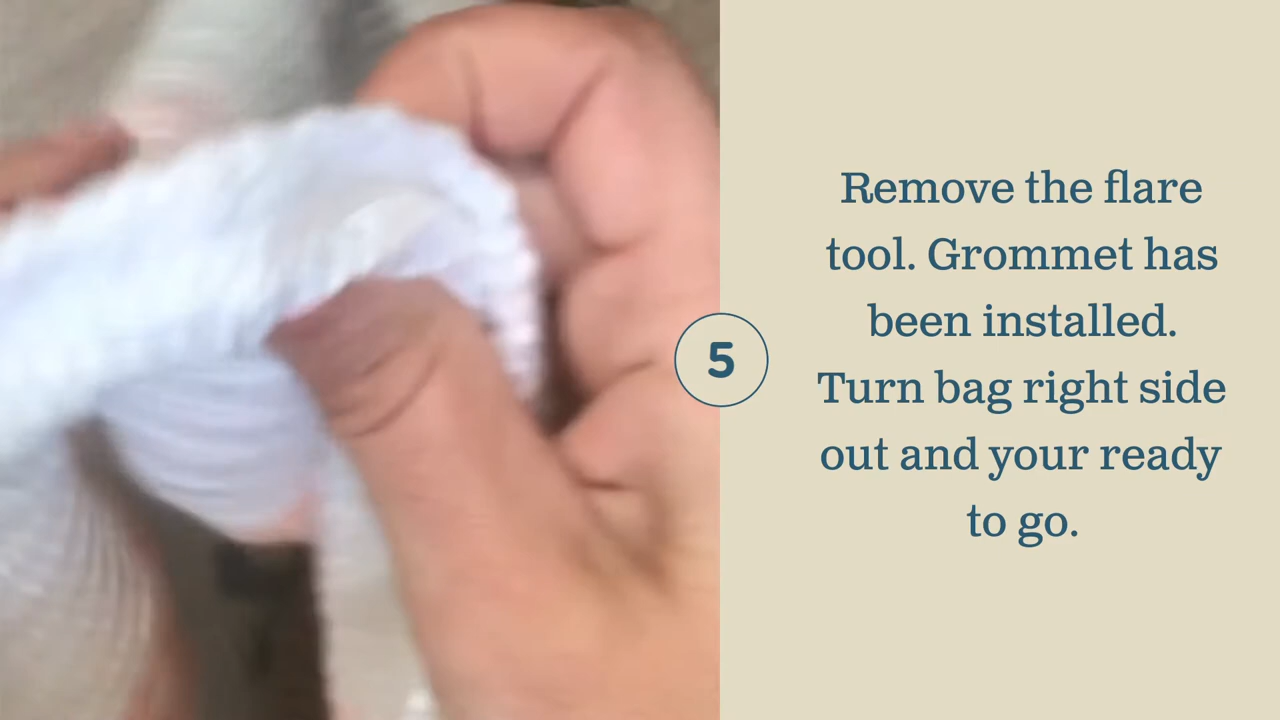 5
Remove the flare
tool. Grommet has
been installed.
Turn bag right side
out and your ready
to go.